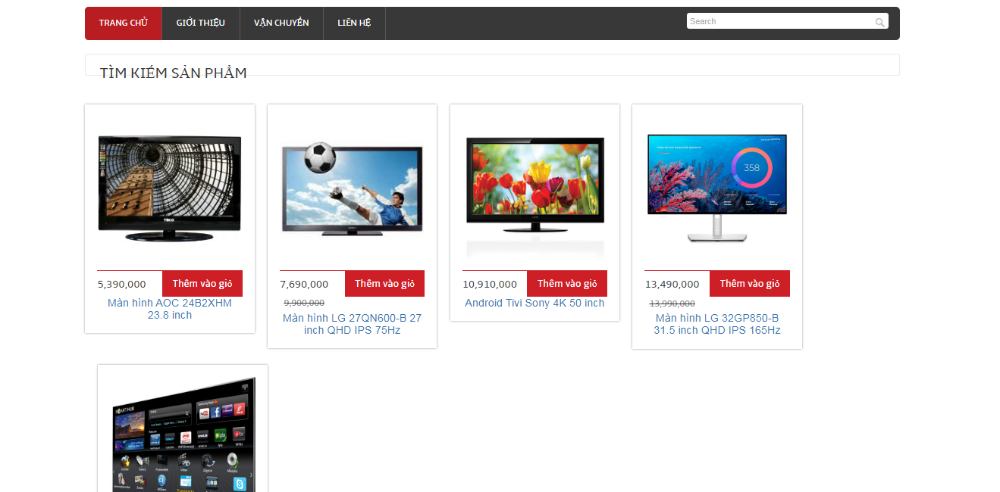 TRANG CHỦ
GIỚI THIỆU
VẬN CHUYỂN
LIÊN HỆ
Search
TÌM KIẾM SẢN PHẨM
TECO
358
5,390,000
Thêm vào giỏ
Màn hình AOC 24B2XHM
23.8 inch
7,690,000
Thêm vào giỏ
9,900,000
Màn hình LG 27QN600-B 27
inch QHD IPS 75Hz
10,910,000
Thêm vào giỏ
Android Tivi Sony 4K 50 inch
13,490,000
Thêm vào giỏ
13,990,000
Màn hình LG 32GP850-B
31.5 inch QHD IPS 165Hz
SMART HUB